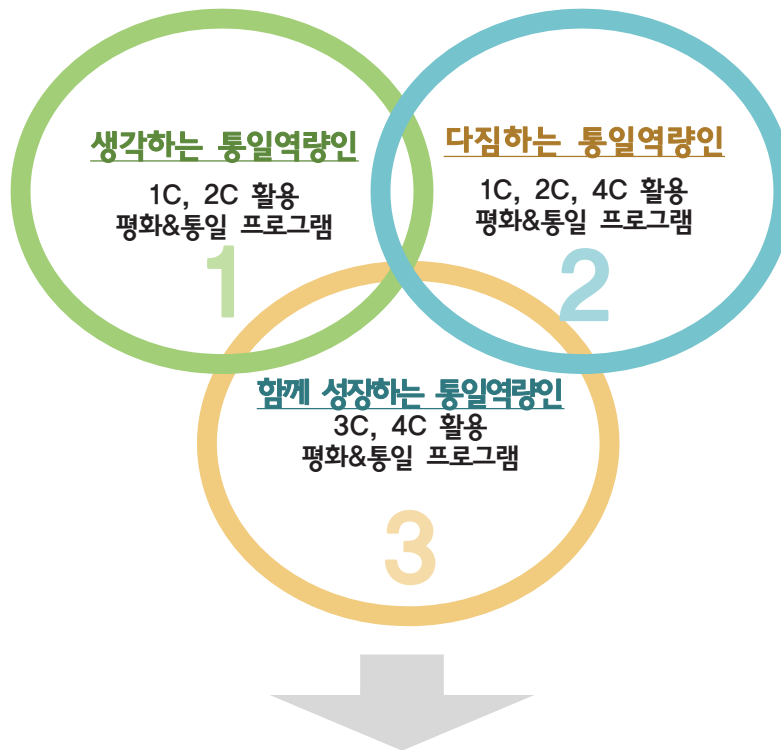 생각하는 통일역량인
1C, 2C 활용
평화&통일 프로그램
1
다짐하는 통일역량인
1C, 2C, 4C 활용
평화&통일 프로그램
2
함께 성장하는 통일역량인
3C, 4C 활용
평화&통일 프로그램
3